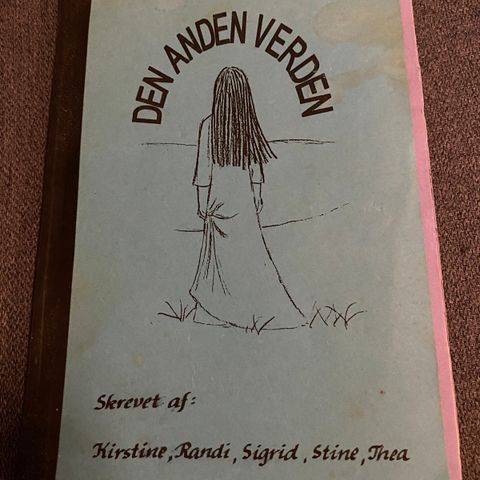 DEN ANDEN VERDEN
Skrevet af:
Kirstine, Randi, Sigrid, Stine, Thea